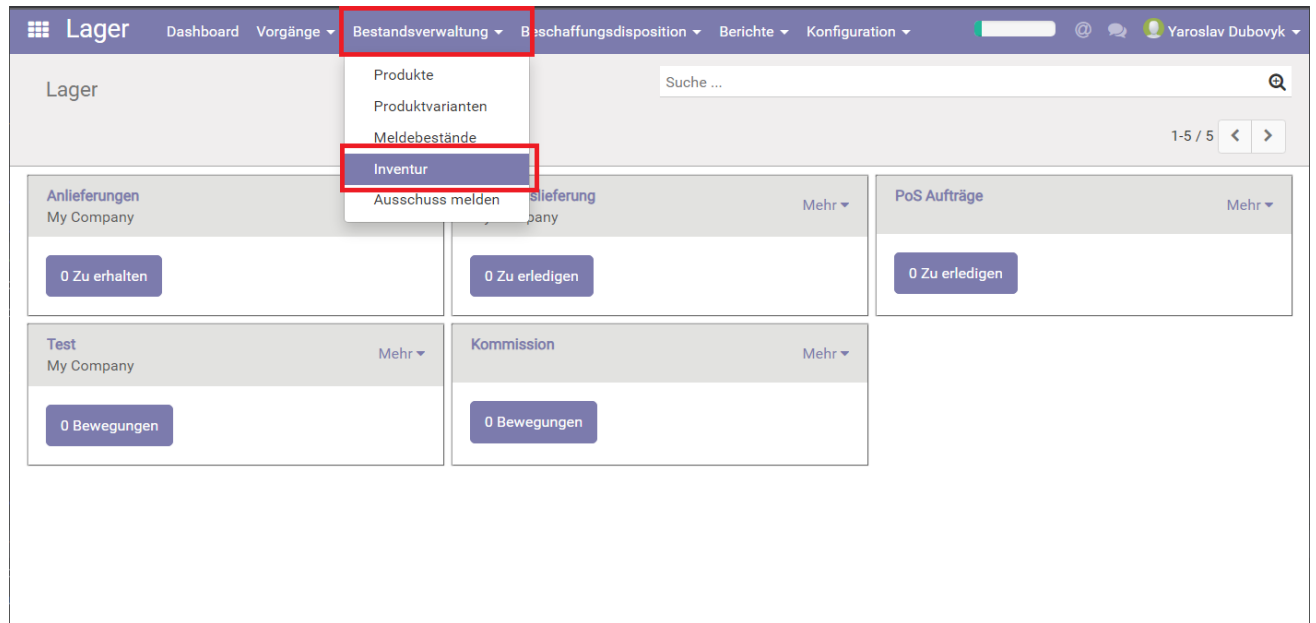 Lager Dashboard Vorgänge Bestandsverwaltung Beschaffungsdisposition Berichte Konfiguration @ Yaroslav Dubovyk
Lager
Suche ...
1-5 / 5
Produkte
Produktvarianten
Meldebestände
Inventur
Ausschuss melden
Anlieferungen
My Company
0 Zu erhalten
slieferung
Mehr
pany
0 Zu erledigen
PoS Aufträge
Mehr
0 Zu erledigen
Test
My Company
Mehr
0 Bewegungen
Kommission
Mehr
0 Bewegungen